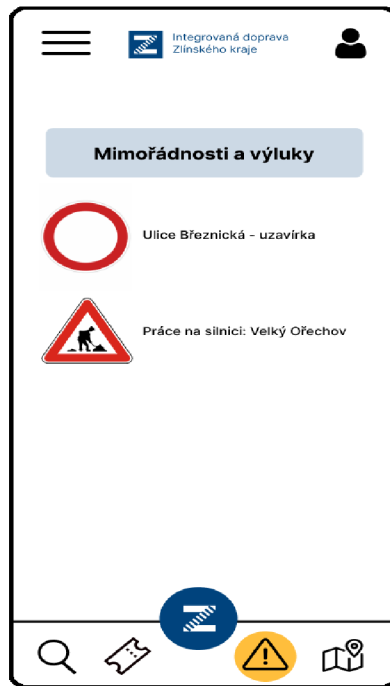 Integrovaná doprava
Zlínského kraje
Mimořádnosti a výluky
Ulice Březnická - uzavírka
Práce na silnici: Velký Ořechov